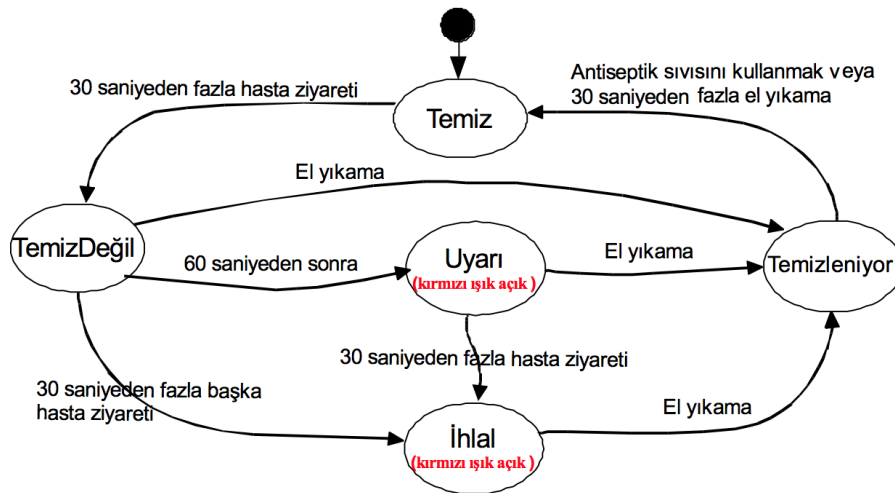 30 saniyeden fazla hasta ziyareti
Antiseptik sıvısını kullanmak veya
30 saniyeden fazla el yıkama
Temiz
El yıkama
TemizDeğil
60 saniyeden sonra
Uyarı
(kırmızı ışık açık )
El yıkama
Temizleniyor
30 saniyeden fazla hasta ziyareti
30 saniyeden fazla başka
hasta ziyareti
El yıkama
İhlal
(kırmızı ışık açık )